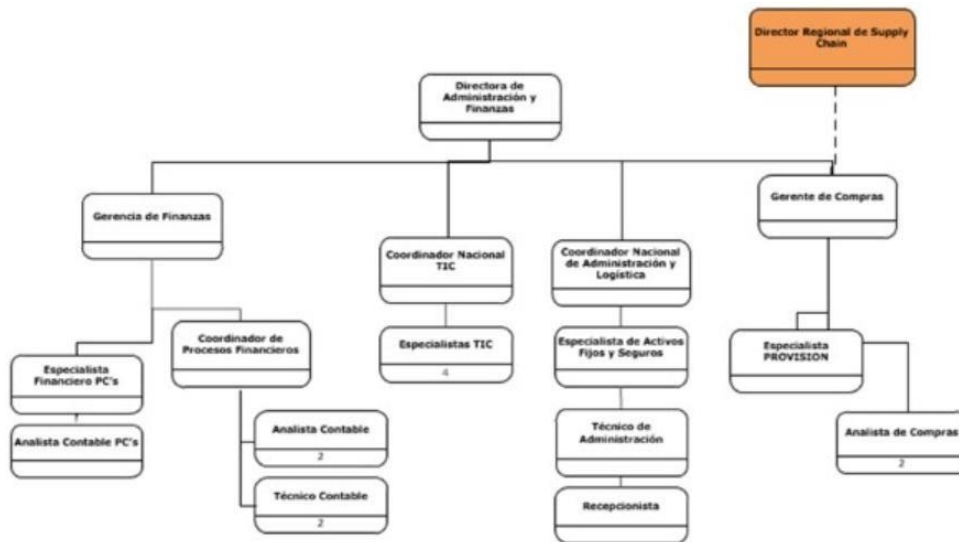 Director Regional de Supply
Chain
Directora de
Administración y
Finanzas
Gerencia de Finanzas
Gerente de Compras
Coordinador Nacional
TIC
Coordinador Nacional
de Administración y
Logística
Coordinador de
Procesos Financieros
Especialistas TIC
4
Especialista de Activos
Fijos y Seguros
Especialista
PROVISION
Especialista
Financiero PC's
Analista Contable PC's
Analista Contable
2
Técnico de
Administración
Analista de Compras
2
Técnico Contable
2
Recepcionista